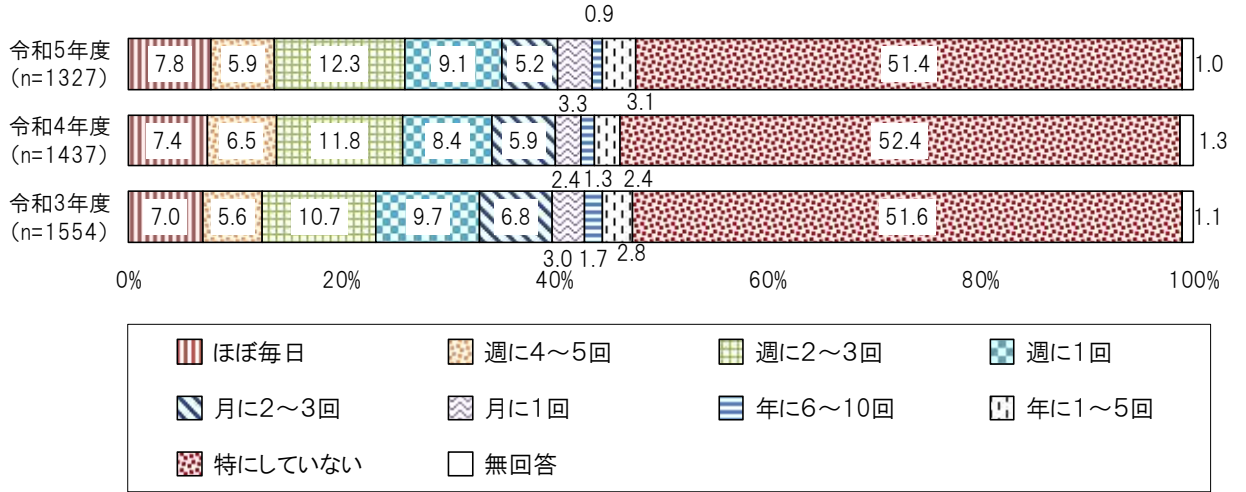 0.9
令和5年度
(n=1327)
7.8 5.9 12.3 9.1 5.2 51.4 1.0
3.3 3.1
令和4年度
(n=1437)
7.4 6.5 11.8 8.4 5.9 52.4 1.3
2.4 1.3 2.4
令和3年度
(n=1554)
7.0 5.6 10.7 9.7 6.8 51.6 1.1
3.0 1.7 2.8
0% 20% 40% 60% 80% 100%
ほぼ毎日 週に4～5回 週に2～3回 週に1回
月に2～3回 月に1回 年に6～10回 年に1～5回
特にしていない 無回答